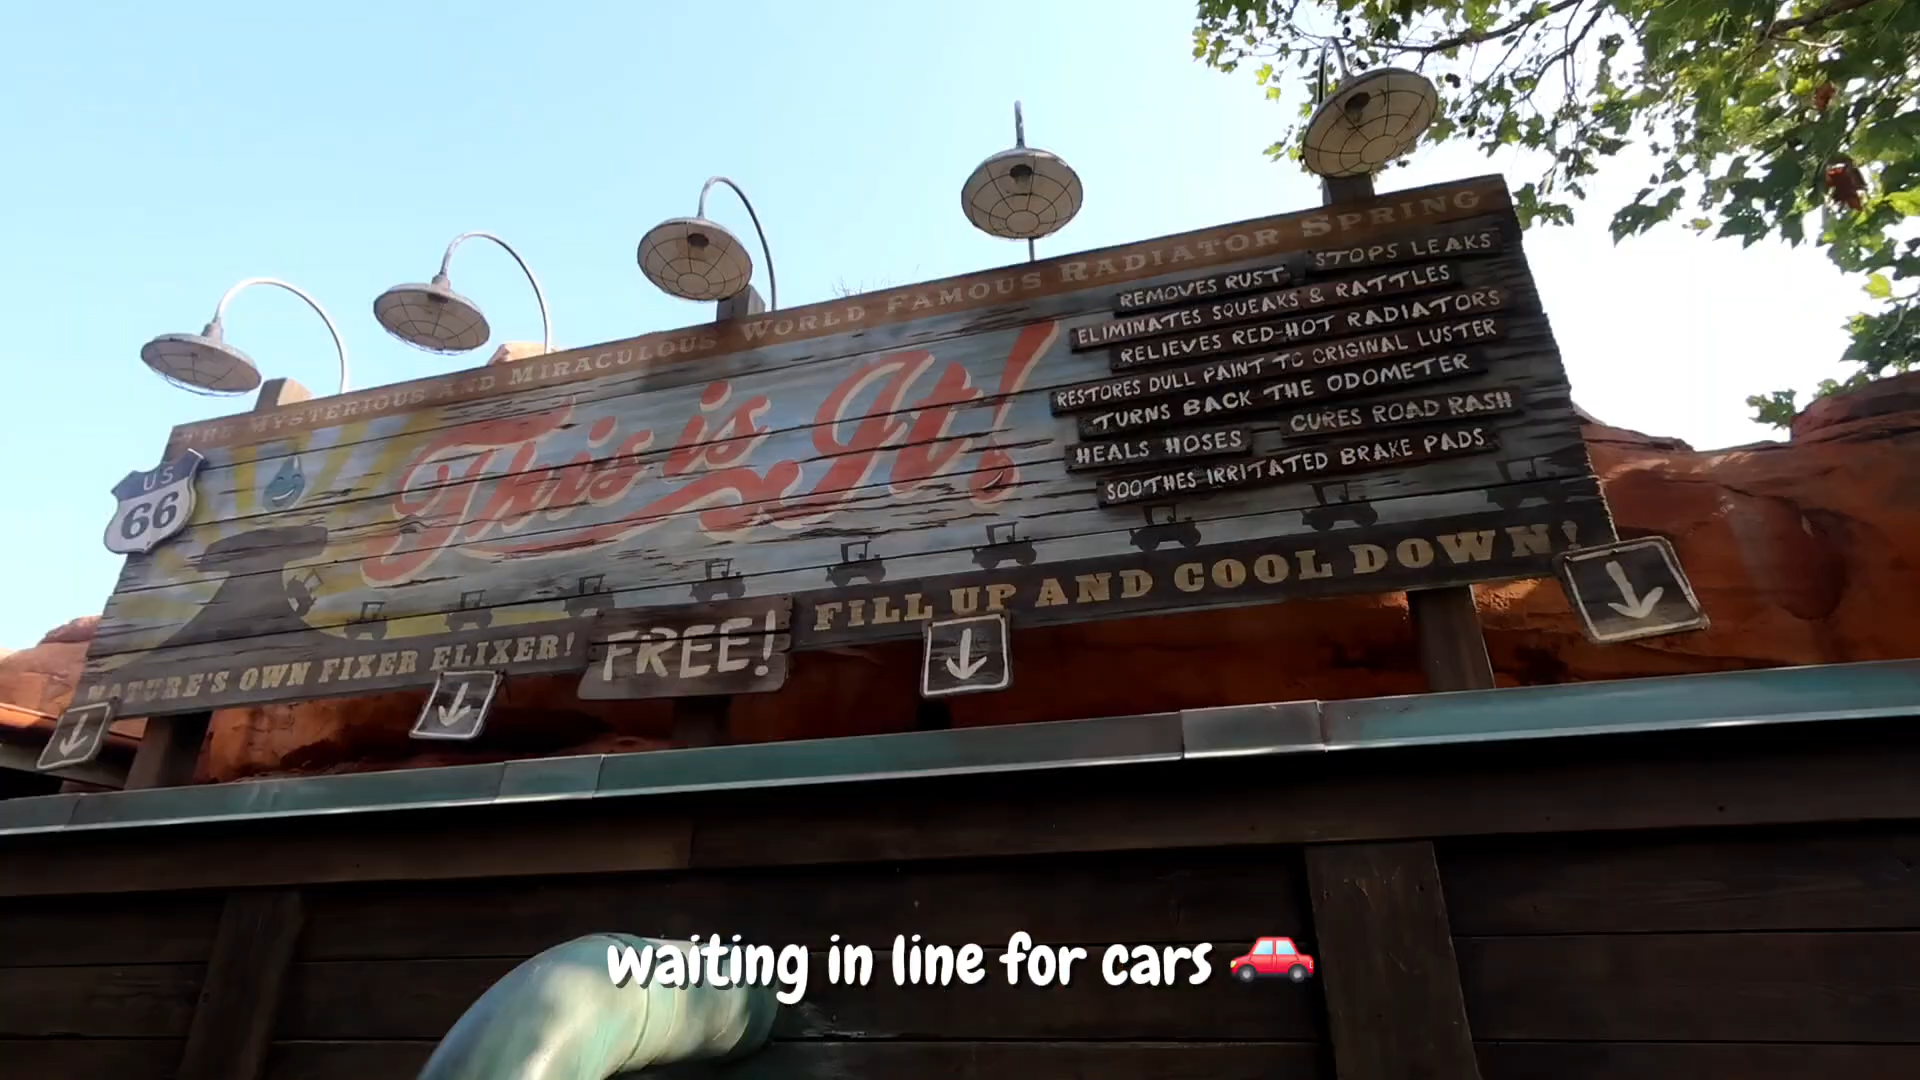 THE MYSTERIOUS AND MIRACULOUS WORLD FAMOUS RADIATOR SPRING
STOPS LEAKS
REMOVES RUST
ELIMINATES SQUEAKS & RATTLES
RELIEVES RED-HOT RADIATORS
RESTORES DULL PAINT TO ORIGINAL LUSTER
TURNS BACK THE ODOMETER
HEALS HOSES
CURES ROAD RASH
SOOTHES IRRITATED BRAKE PADS
This is It!
US
66
NATURE'S OWN FIXER ELIXER!
FREE!
FILL UP AND COOL DOWN!
waiting in line for cars 🚗